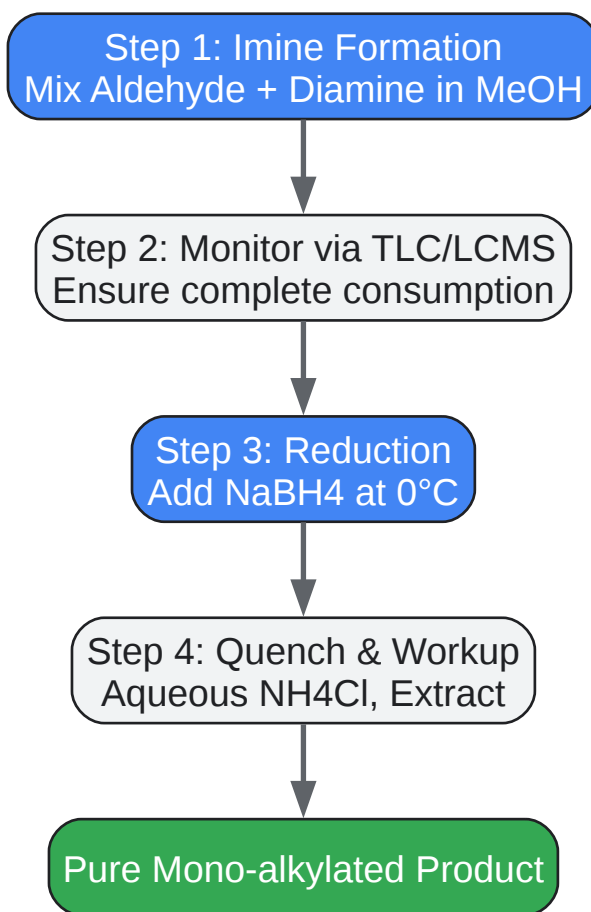 Step 1: Imine Formation
Mix Aldehyde + Diamine in MeOH
Step 2: Monitor via TLC/LCMS
Ensure complete consumption
Step 3: Reduction
Add NaBH4 at 0°C
Step 4: Quench & Workup
Aqueous NH4Cl, Extract
Pure Mono-alkylated Product